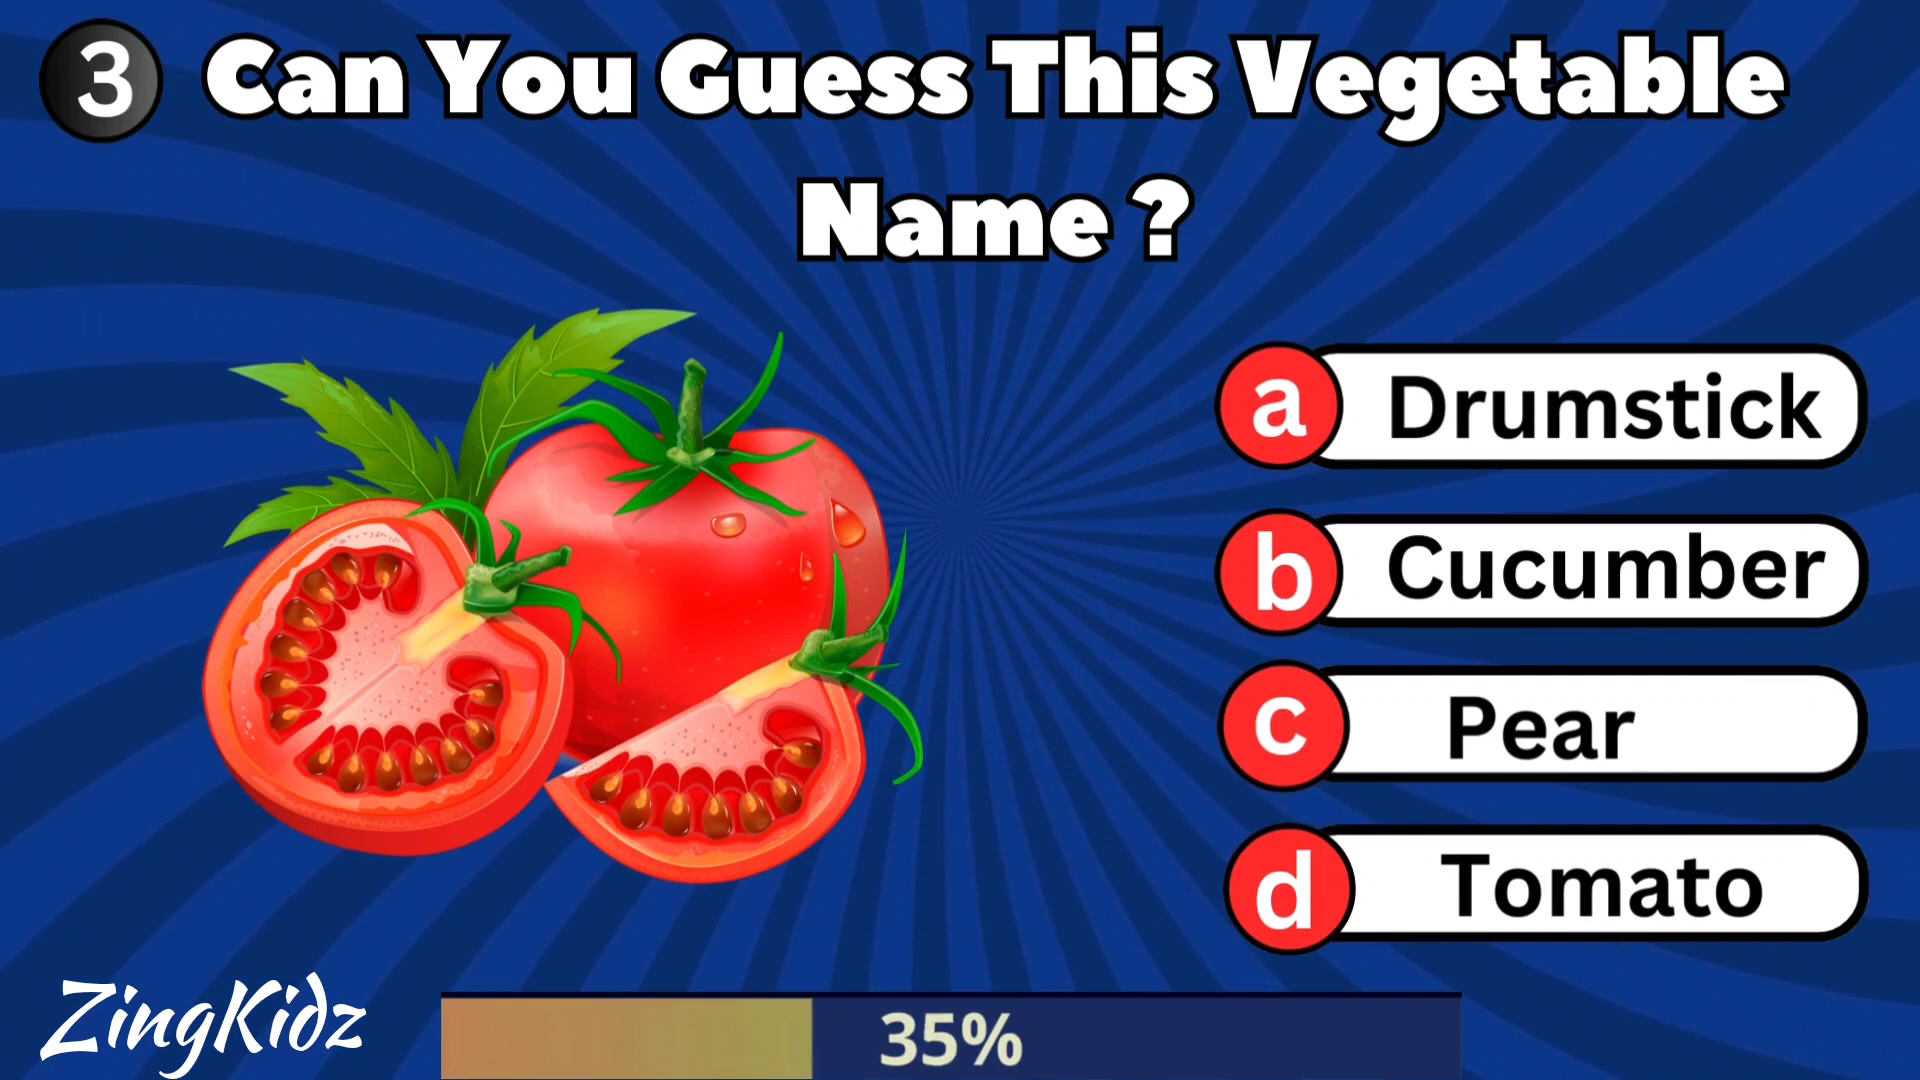 3 Can You Guess This Vegetable
Name ?
a Drumstick
b Cucumber
c Pear
d Tomato
ZingKidz
35%